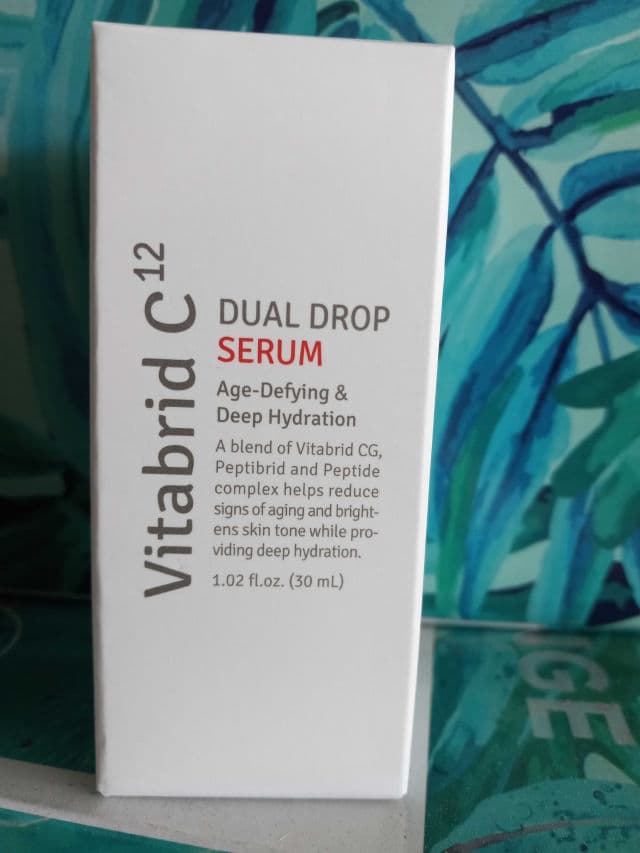 Vitabrid C12
DUAL DROP
SERUM
Age-Defying &
Deep Hydration
A blend of Vitabrid CG,
Peptibrid and Peptide
complex helps reduce
signs of aging and bright-
ens skin tone while pro-
viding deep hydration.
1.02 fl.oz. (30 mL)
NGE